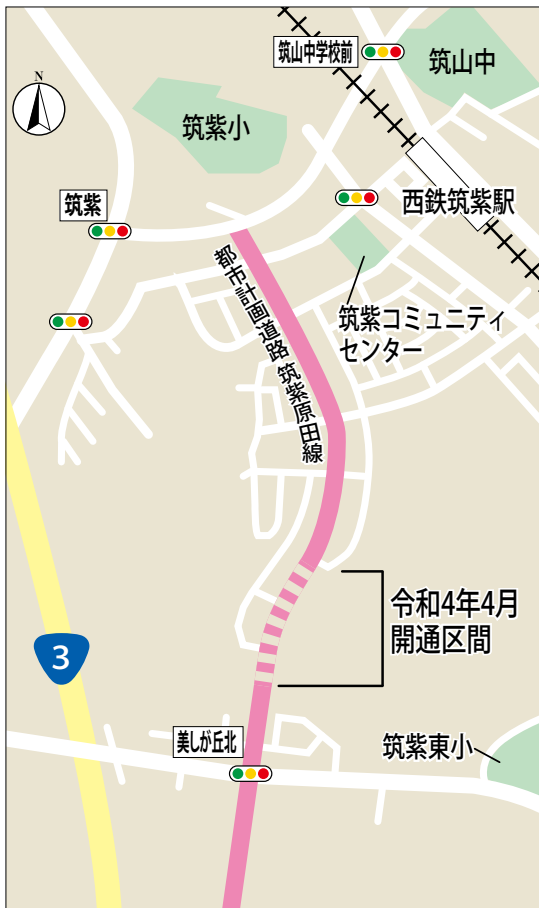 筑山中学校前
筑山中
N
筑紫小
筑紫
西鉄筑紫駅
都市計画道路 筑紫原田線
筑紫コミュニティ
センター
令和4年4月
開通区間
3
美しが丘北
筑紫東小